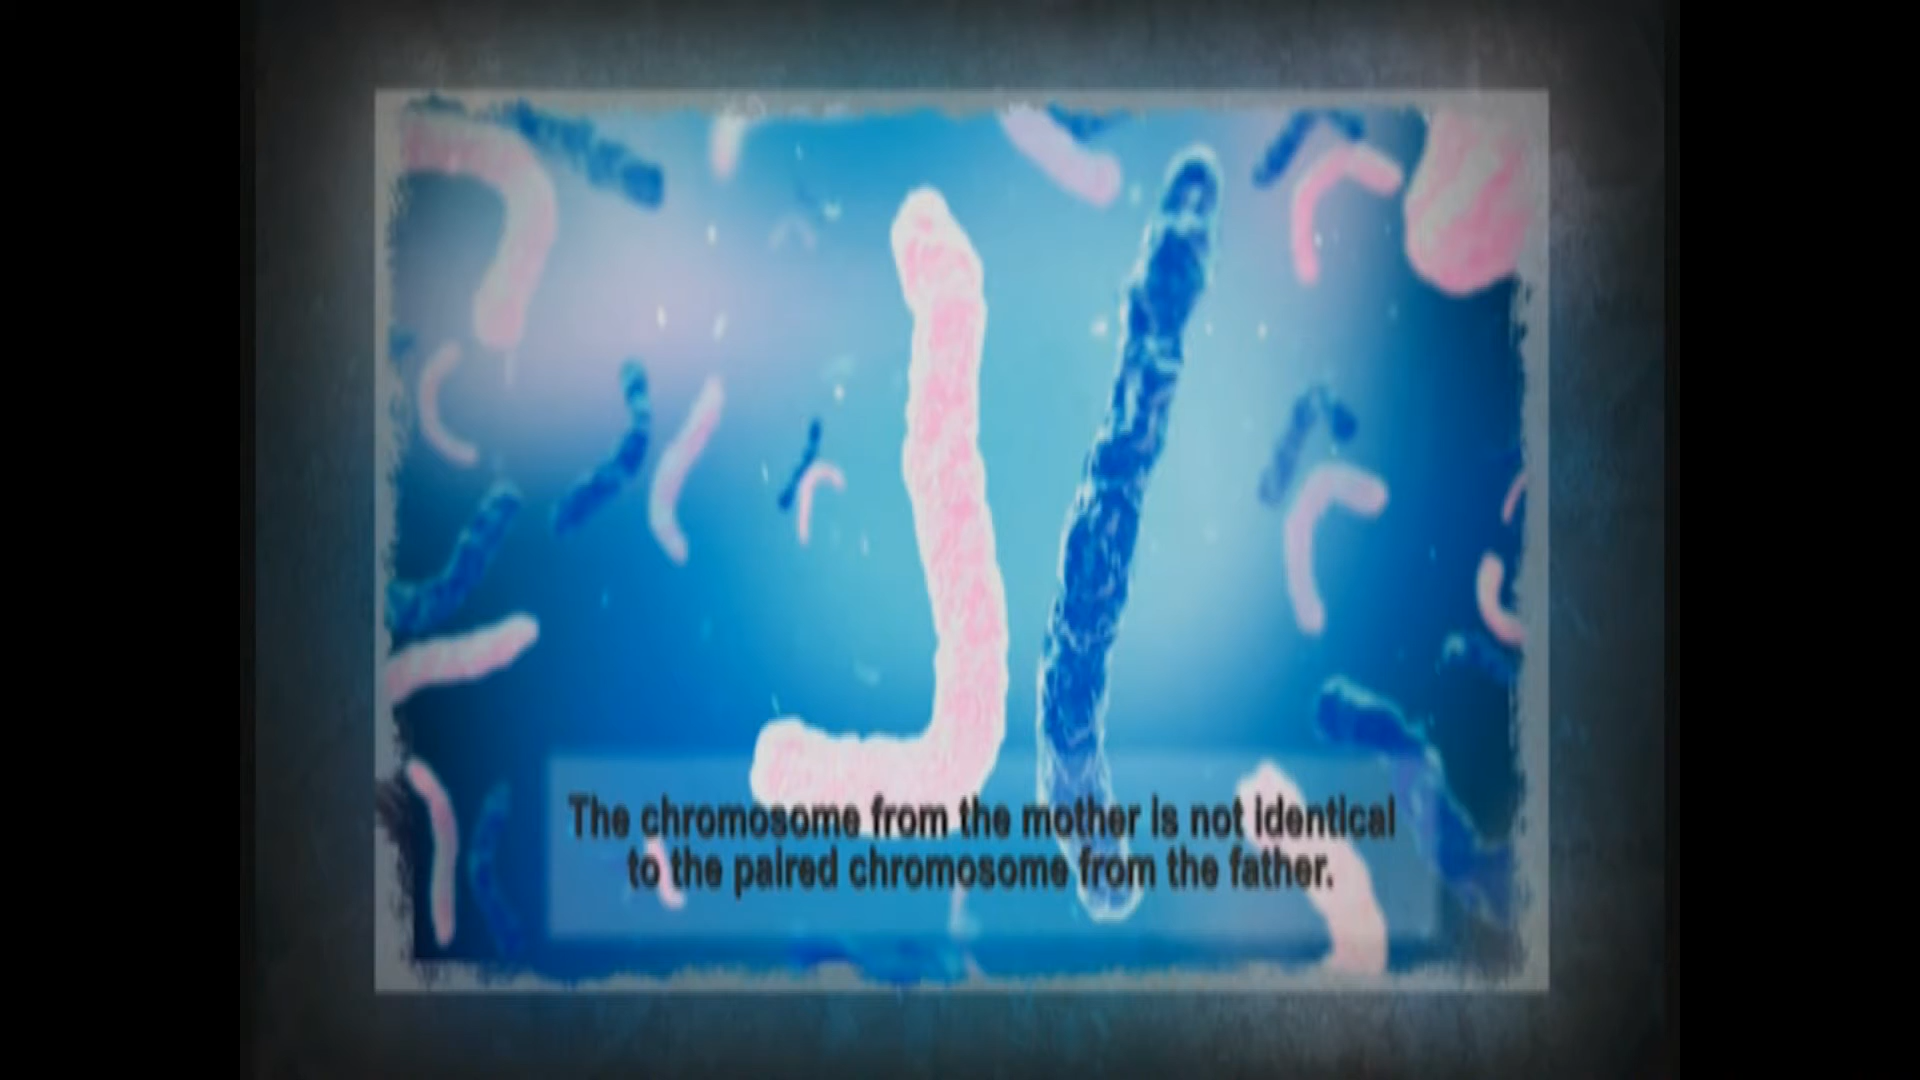 The chromosome from the mother is not identical
to the paired chromosome from the father.